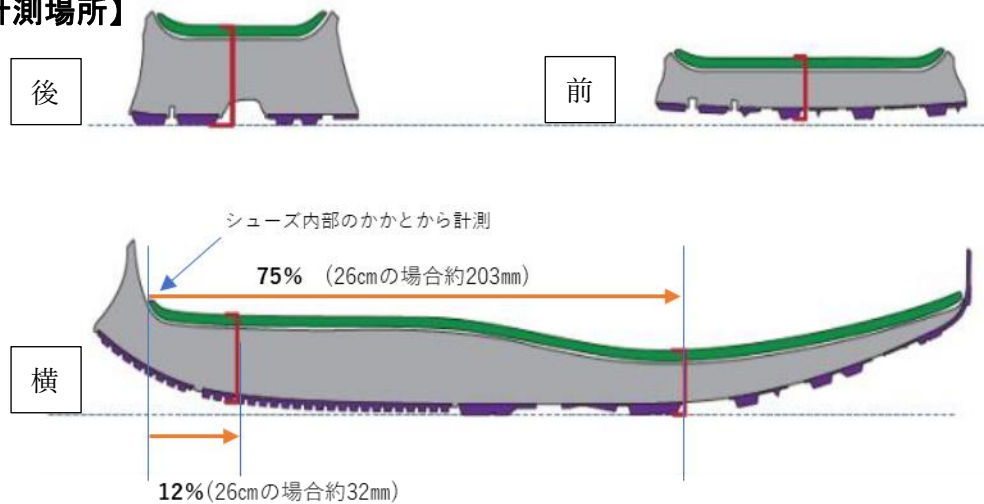 計測場所】
後
前
シューズ内部のかかとから計測
75% (26cmの場合約203mm)
横
12%(26cmの場合約32mm)